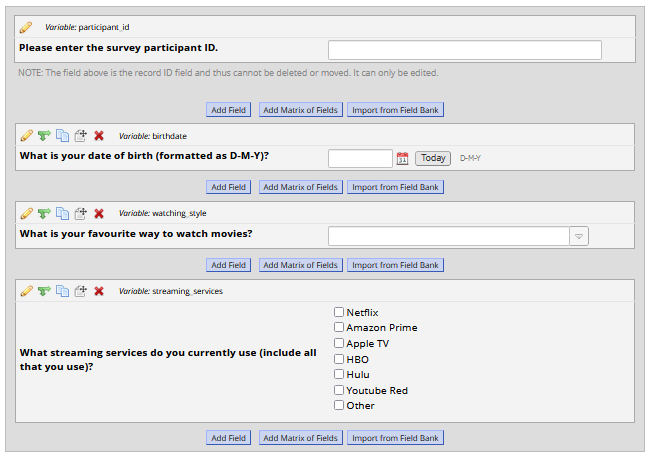 Variable: participant_id
Please enter the survey participant ID.
NOTE: The field above is the record ID field and thus cannot be deleted or moved. It can only be edited.
Add Field Add Matrix of Fields Import from Field Bank
Variable: birthdate
What is your date of birth (formatted as D-M-Y)? 31 Today D-M-Y
Add Field Add Matrix of Fields Import from Field Bank
Variable: watching_style
What is your favourite way to watch movies?
Add Field Add Matrix of Fields Import from Field Bank
Variable: streaming_services
What streaming services do you currently use (include all
that you use)?
Netflix
Amazon Prime
Apple TV
HBO
Hulu
Youtube Red
Other
Add Field Add Matrix of Fields Import from Field Bank